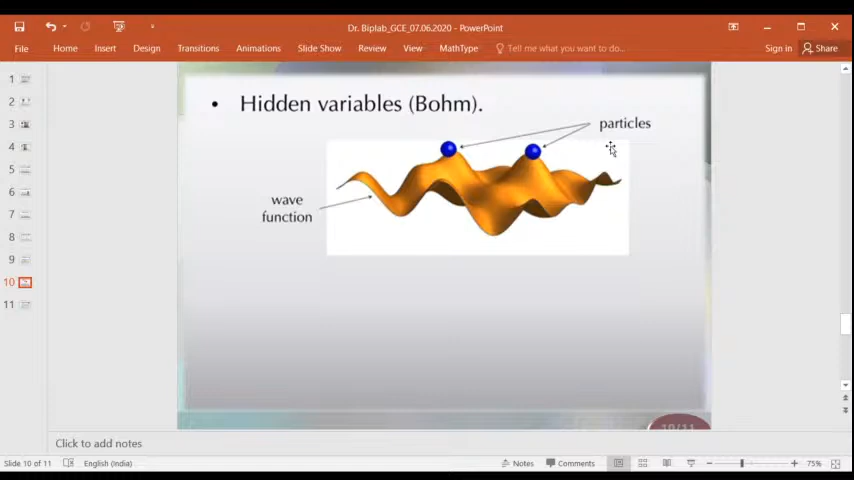 Dr. Biplab_GCE_07.06.2020 - PowerPoint
File Home Insert Design Transitions Animations Slide Show Review View MathType Tell me what you want to do... Sign in Share
1
2
3
4
5
6
7
8
9
10
11
• Hidden variables (Bohm).
particles
wave
function
10/11
Click to add notes
Slide 10 of 11 English (India) Notes Comments 75%